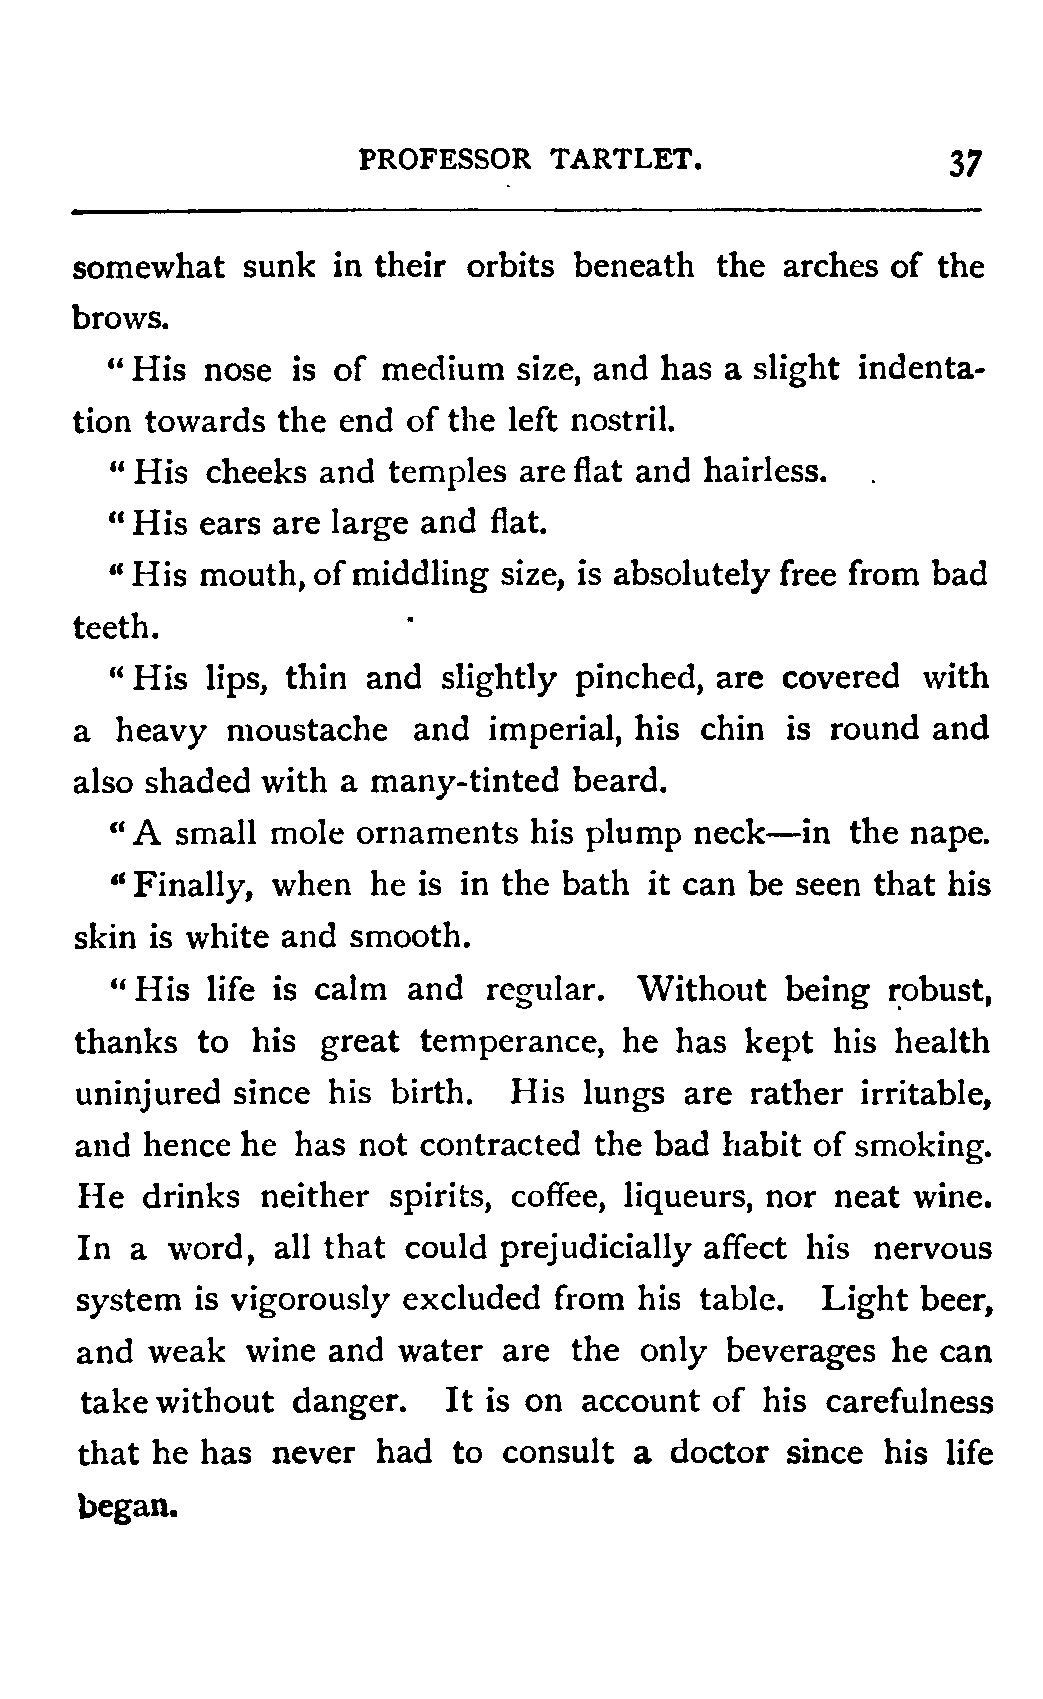 PROFESSOR TARTLET. 37
somewhat sunk in their orbits beneath the arches of the
brows.
“His nose is of medium size, and has a slight indenta-
tion towards the end of the left nostril.
“His cheeks and temples are flat and hairless.
“His ears are large and flat.
“His mouth, of middling size, is absolutely free from bad
teeth.
“His lips, thin and slightly pinched, are covered with
a heavy moustache and imperial, his chin is round and
also shaded with a many-tinted beard.
“A small mole ornaments his plump neck—in the nape.
“Finally, when he is in the bath it can be seen that his
skin is white and smooth.
“His life is calm and regular. Without being robust,
thanks to his great temperance, he has kept his health
uninjured since his birth. His lungs are rather irritable,
and hence he has not contracted the bad habit of smoking.
He drinks neither spirits, coffee, liqueurs, nor neat wine.
In a word, all that could prejudicially affect his nervous
system is vigorously excluded from his table. Light beer,
and weak wine and water are the only beverages he can
take without danger. It is on account of his carefulness
that he has never had to consult a doctor since his life
began.